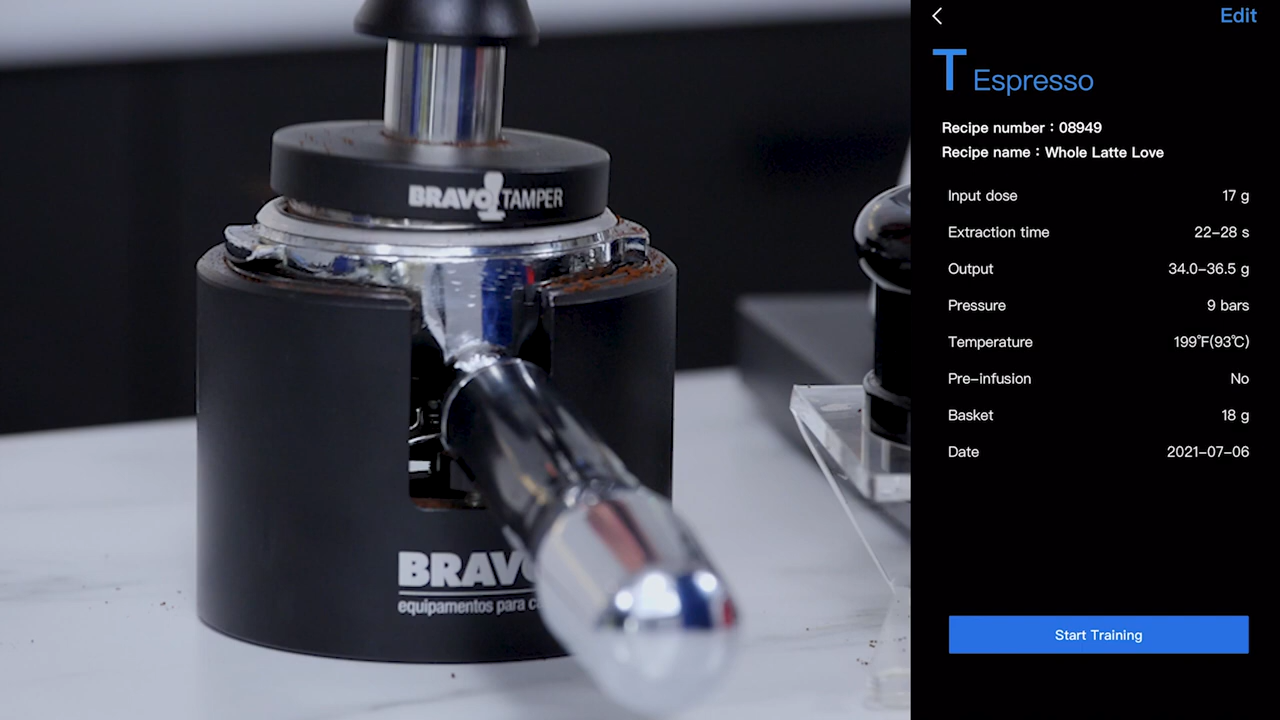 BRAVO TAMPER
BRAVO
equipamentos para
Edit
T Espresso
Recipe number : 08949
Recipe name : Whole Latte Love
Input dose 17 g
Extraction time 22-28 s
Output 34.0-36.5 g
Pressure 9 bars
Temperature 199°F(93℃)
Pre-infusion No
Basket 18 g
Date 2021-07-06
Start Training